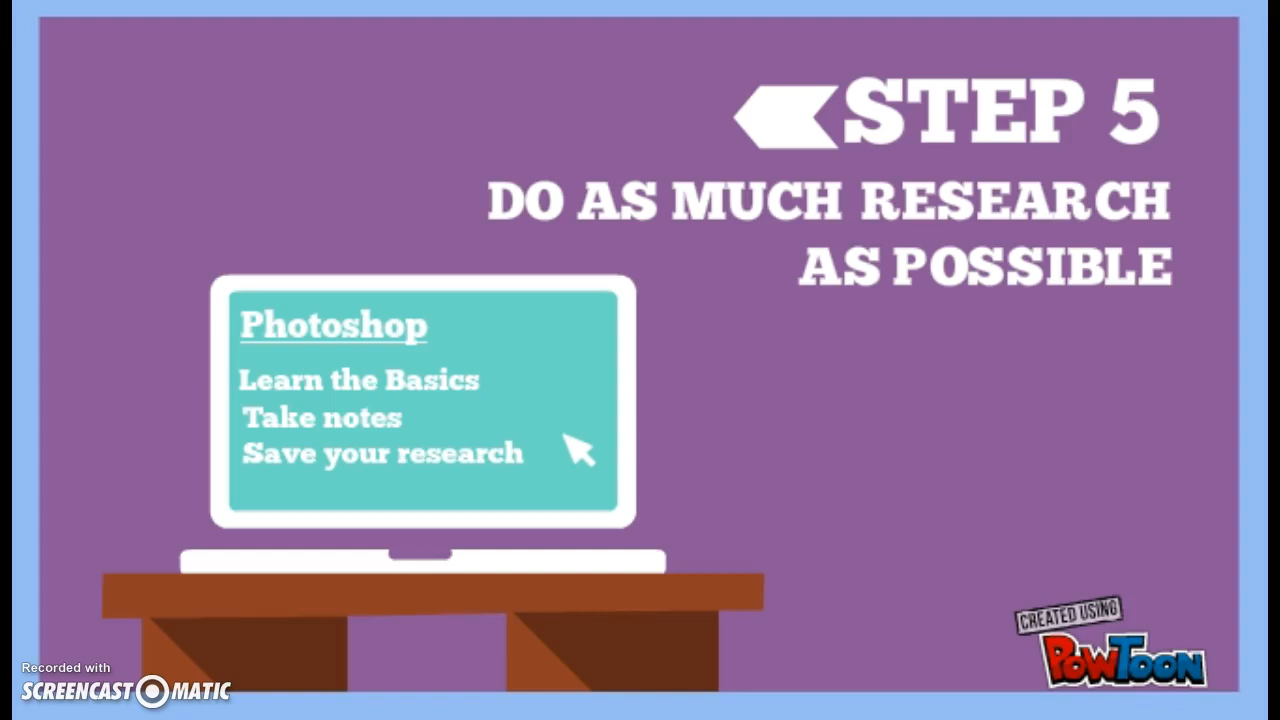 STEP 5
DO AS MUCH RESEARCH
AS POSSIBLE
Photoshop
Learn the Basics
Take notes
Save your research
CREATED USING
POWTOON
Recorded with
SCREENCAST MATIC